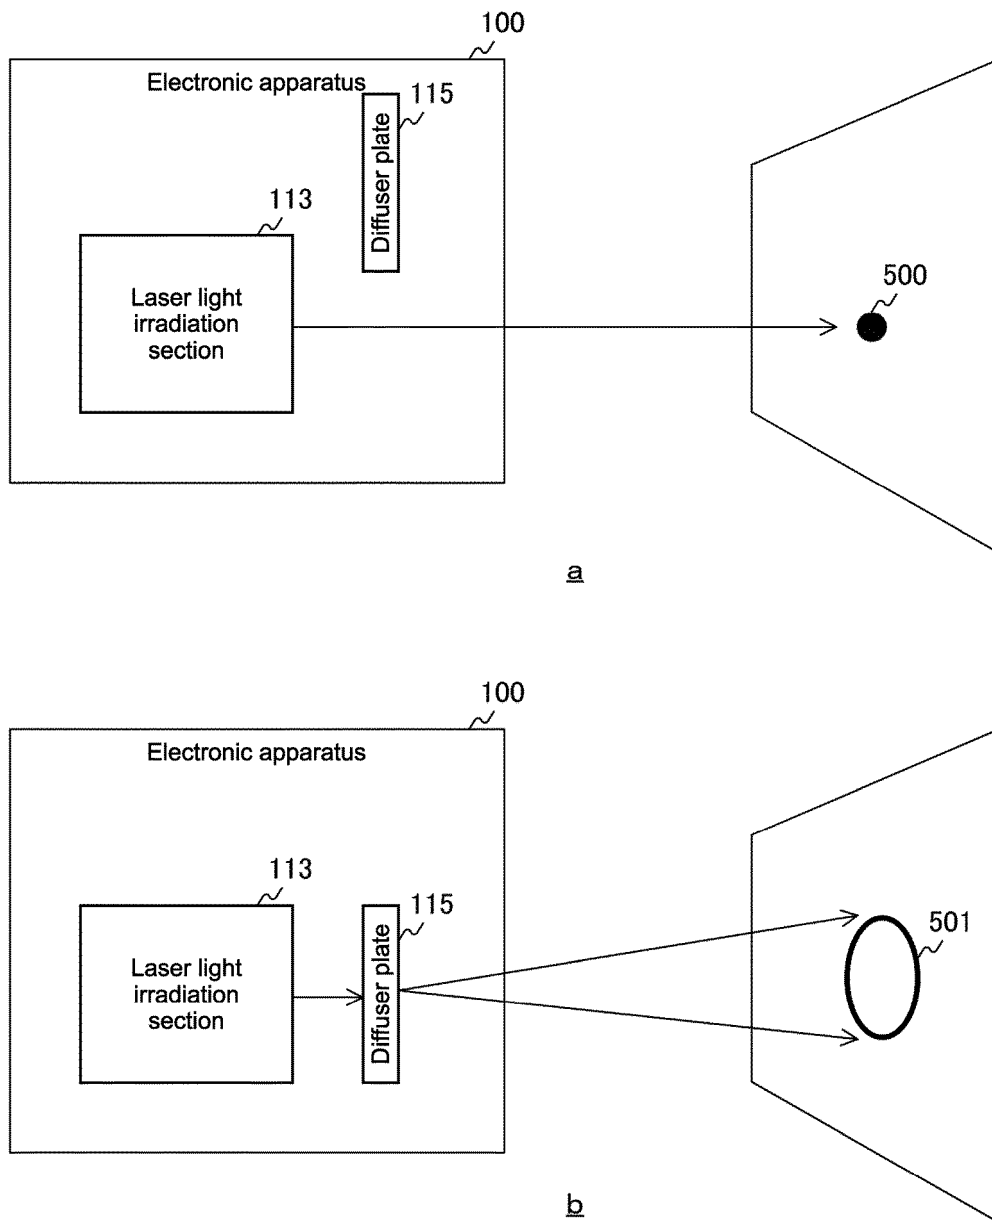 100
Electronic apparatus
115
Diffuser plate
113
Laser light
irradiation
section
500
a
100
Electronic apparatus
113
115
Laser light
irradiation
section
Diffuser plate
501
b